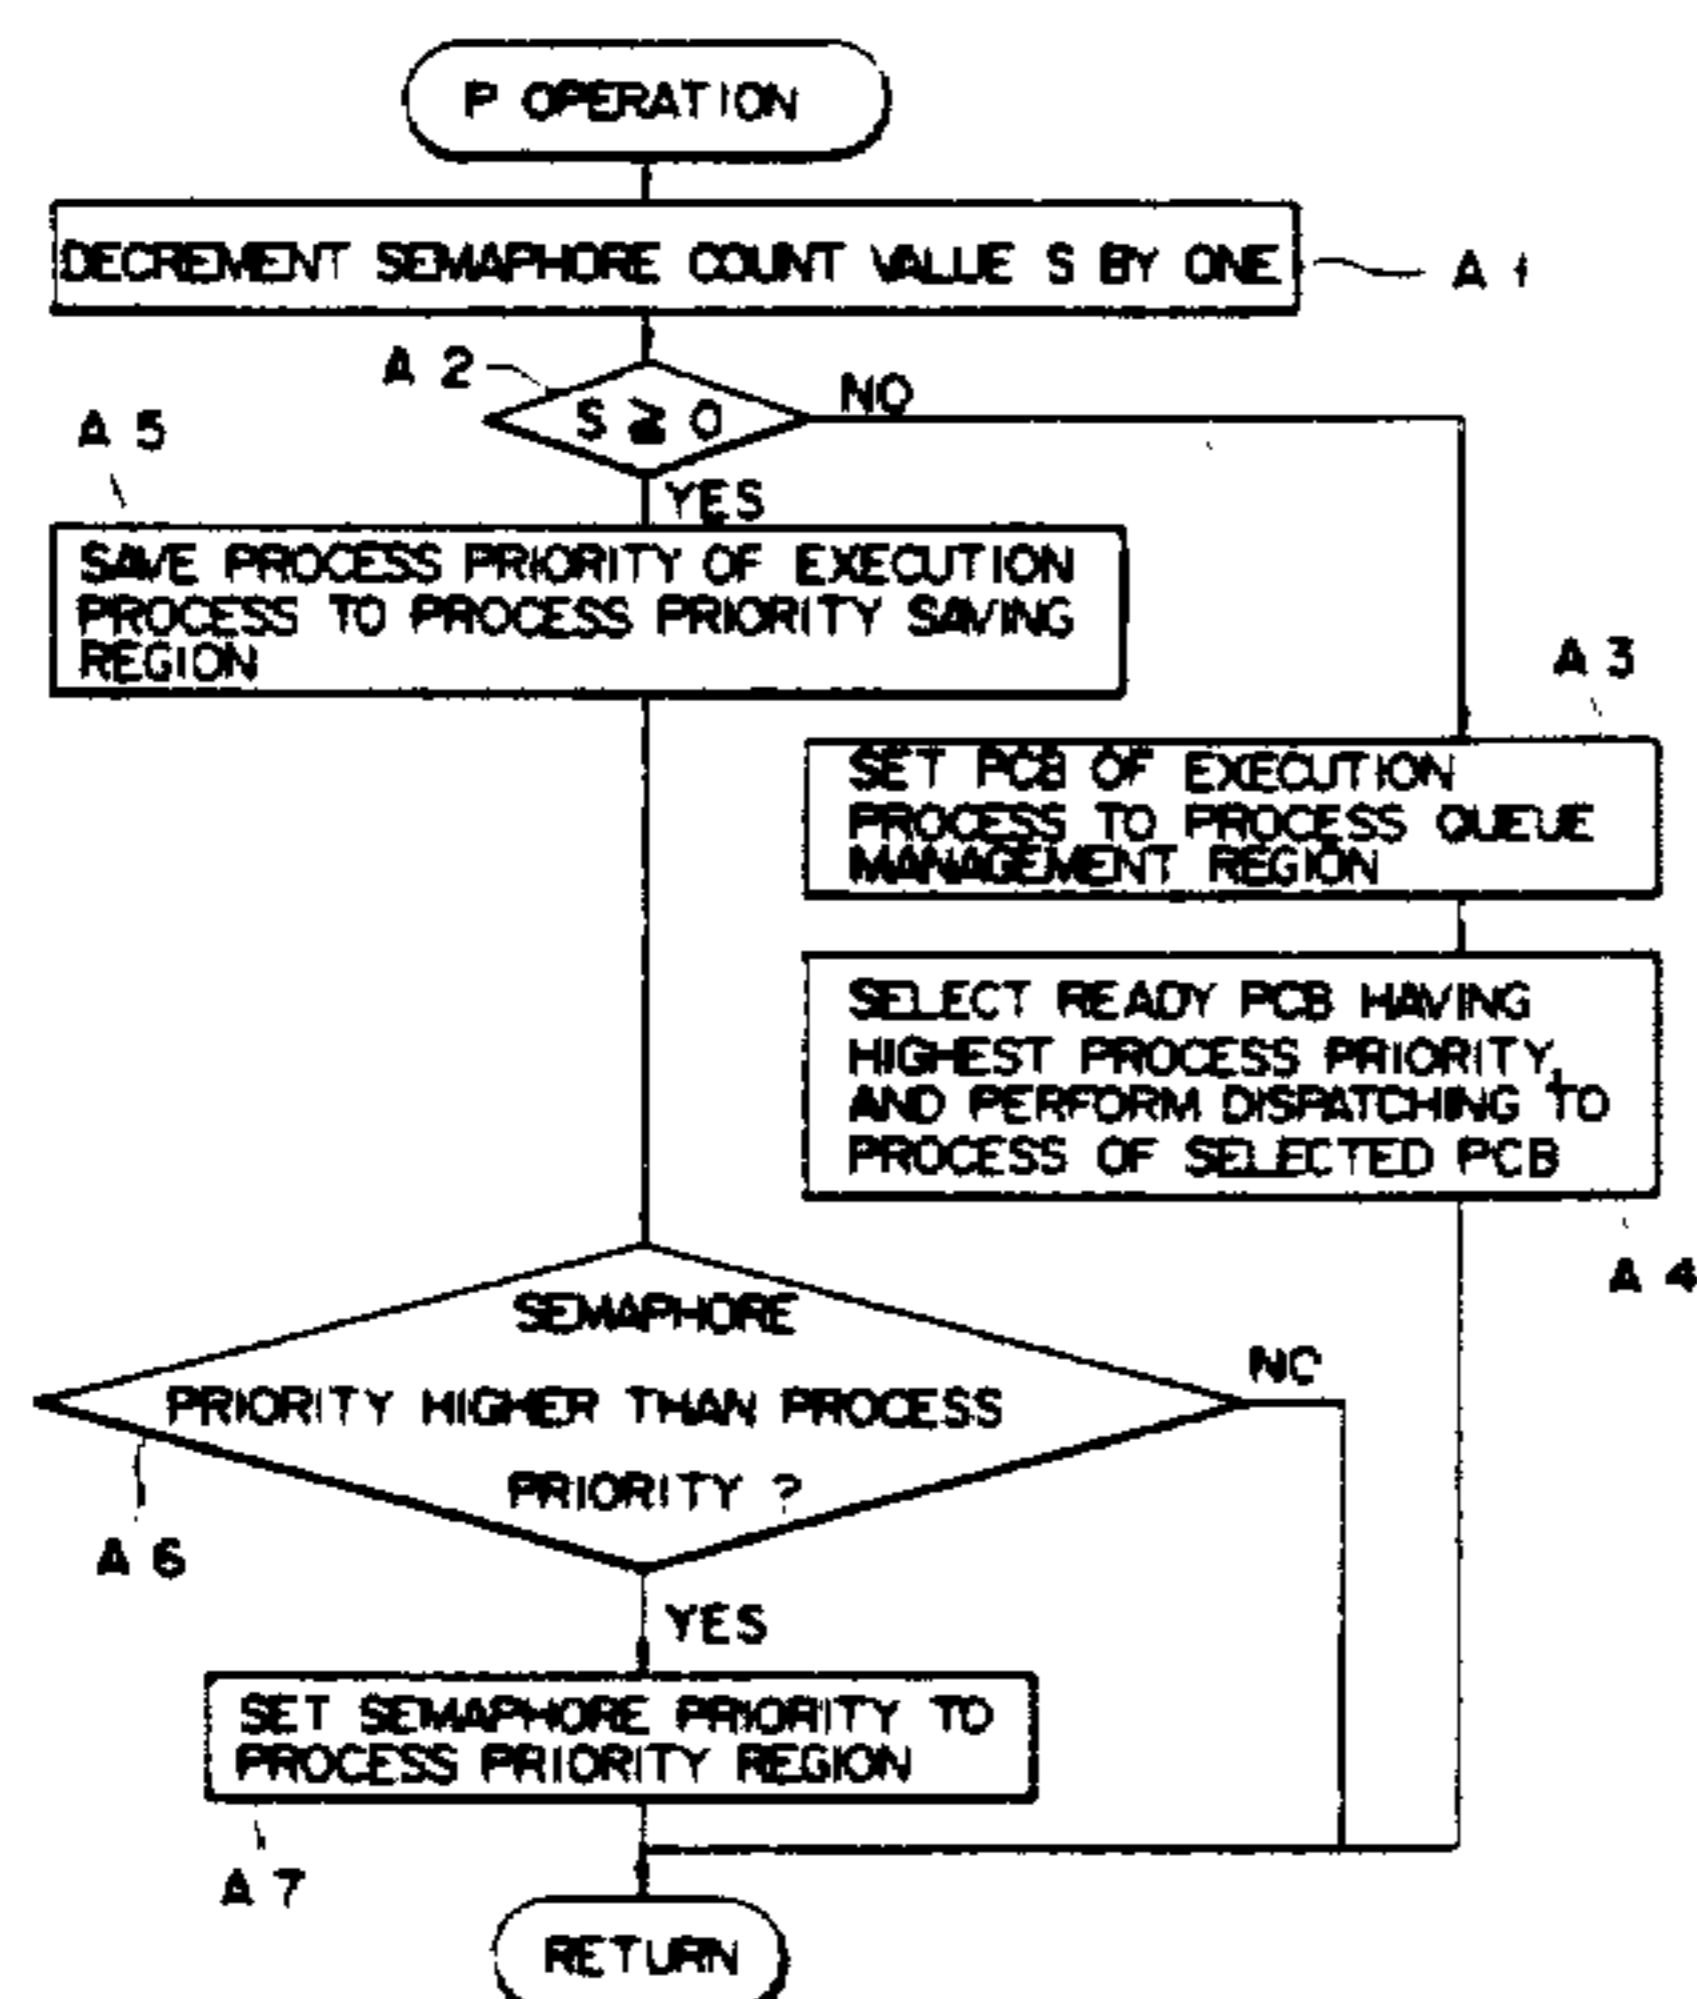 P OPERATION
DECREMENT SEMAPHORE COUNT VALUE S BY ONE
A 1
A 2
S ≧ 0
NO
A 5
YES
SAVE PROCESS PRIORITY OF EXECUTION
PROCESS TO PROCESS PRIORITY SAVING
REGION
A 3
SET PCB OF EXECUTION
PROCESS TO PROCESS QUEUE
MANAGEMENT REGION
SELECT READY PCB HAVING
HIGHEST PROCESS PRIORITY,
AND PERFORM DISPATCHING TO
PROCESS OF SELECTED PCB
A 4
SEMAPHORE
PRIORITY HIGHER THAN PROCESS
PRIORITY ?
NO
A 6
YES
SET SEMAPHORE PRIORITY TO
PROCESS PRIORITY REGION
A 7
RETURN